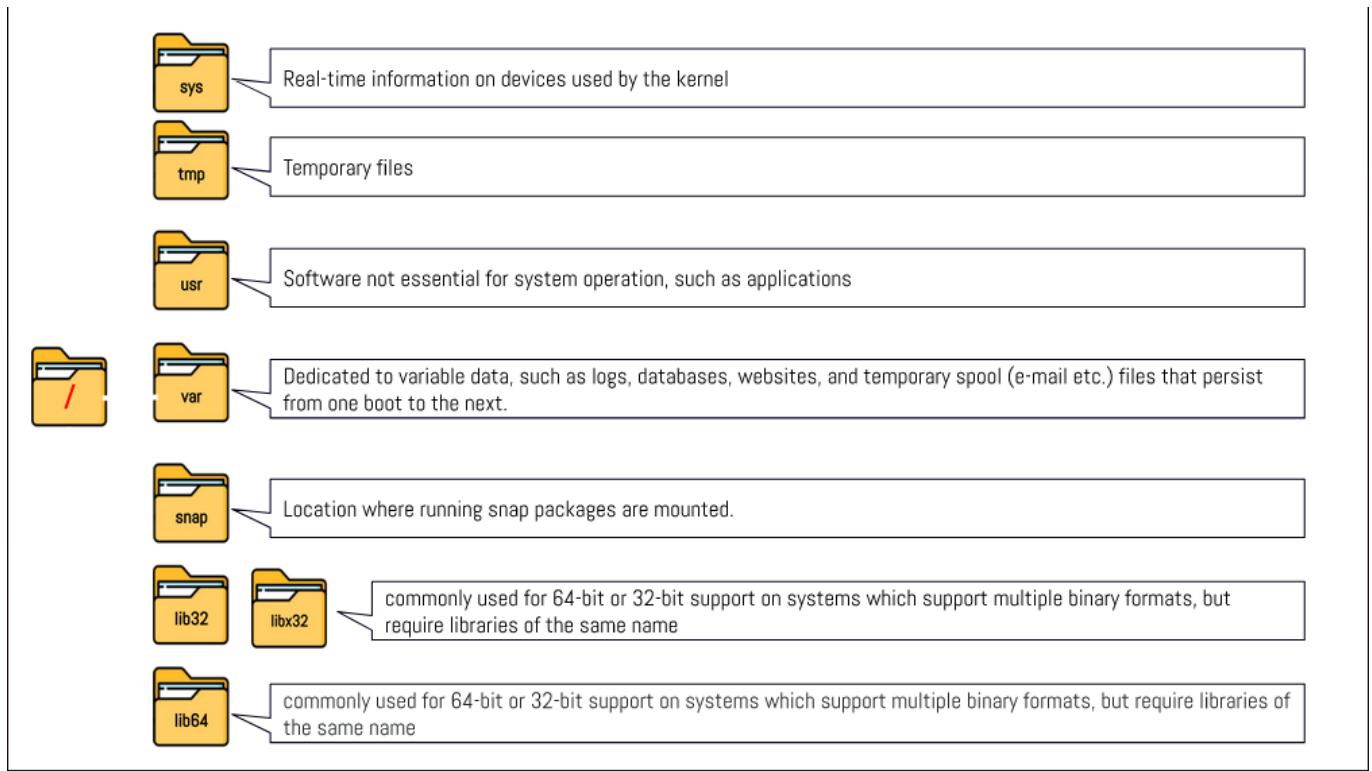 sys
Real-time information on devices used by the kernel
tmp
Temporary files
usr
Software not essential for system operation, such as applications
/
var
Dedicated to variable data, such as logs, databases, websites, and temporary spool (e-mail etc.) files that persist
from one boot to the next.
snap
Location where running snap packages are mounted.
lib32
libx32
commonly used for 64-bit or 32-bit support on systems which support multiple binary formats, but
require libraries of the same name
lib64
commonly used for 64-bit or 32-bit support on systems which support multiple binary formats, but require libraries of
the same name